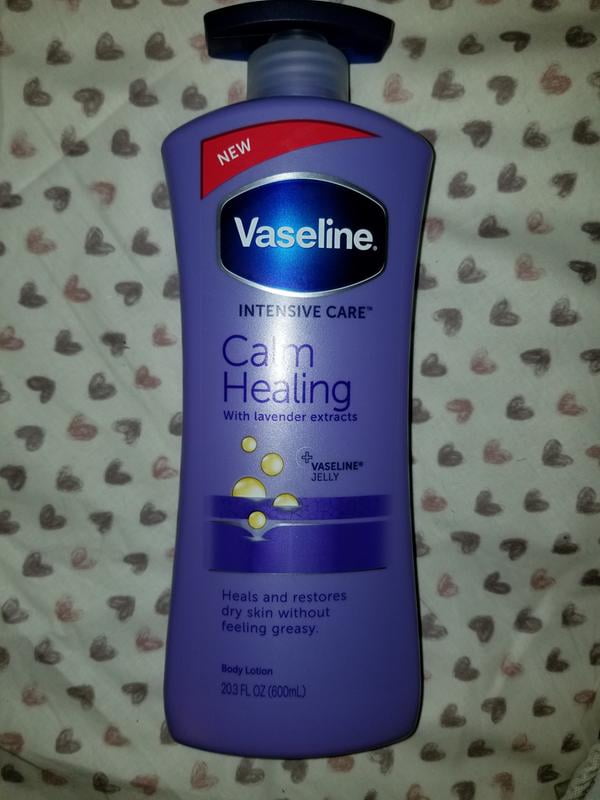 NEW
Vaseline®
INTENSIVE CARE™
Calm
Healing
With lavender extracts
+VASELINE®
JELLY
Heals and restores
dry skin without
feeling greasy.
Body Lotion
20.3 FL OZ (600mL)